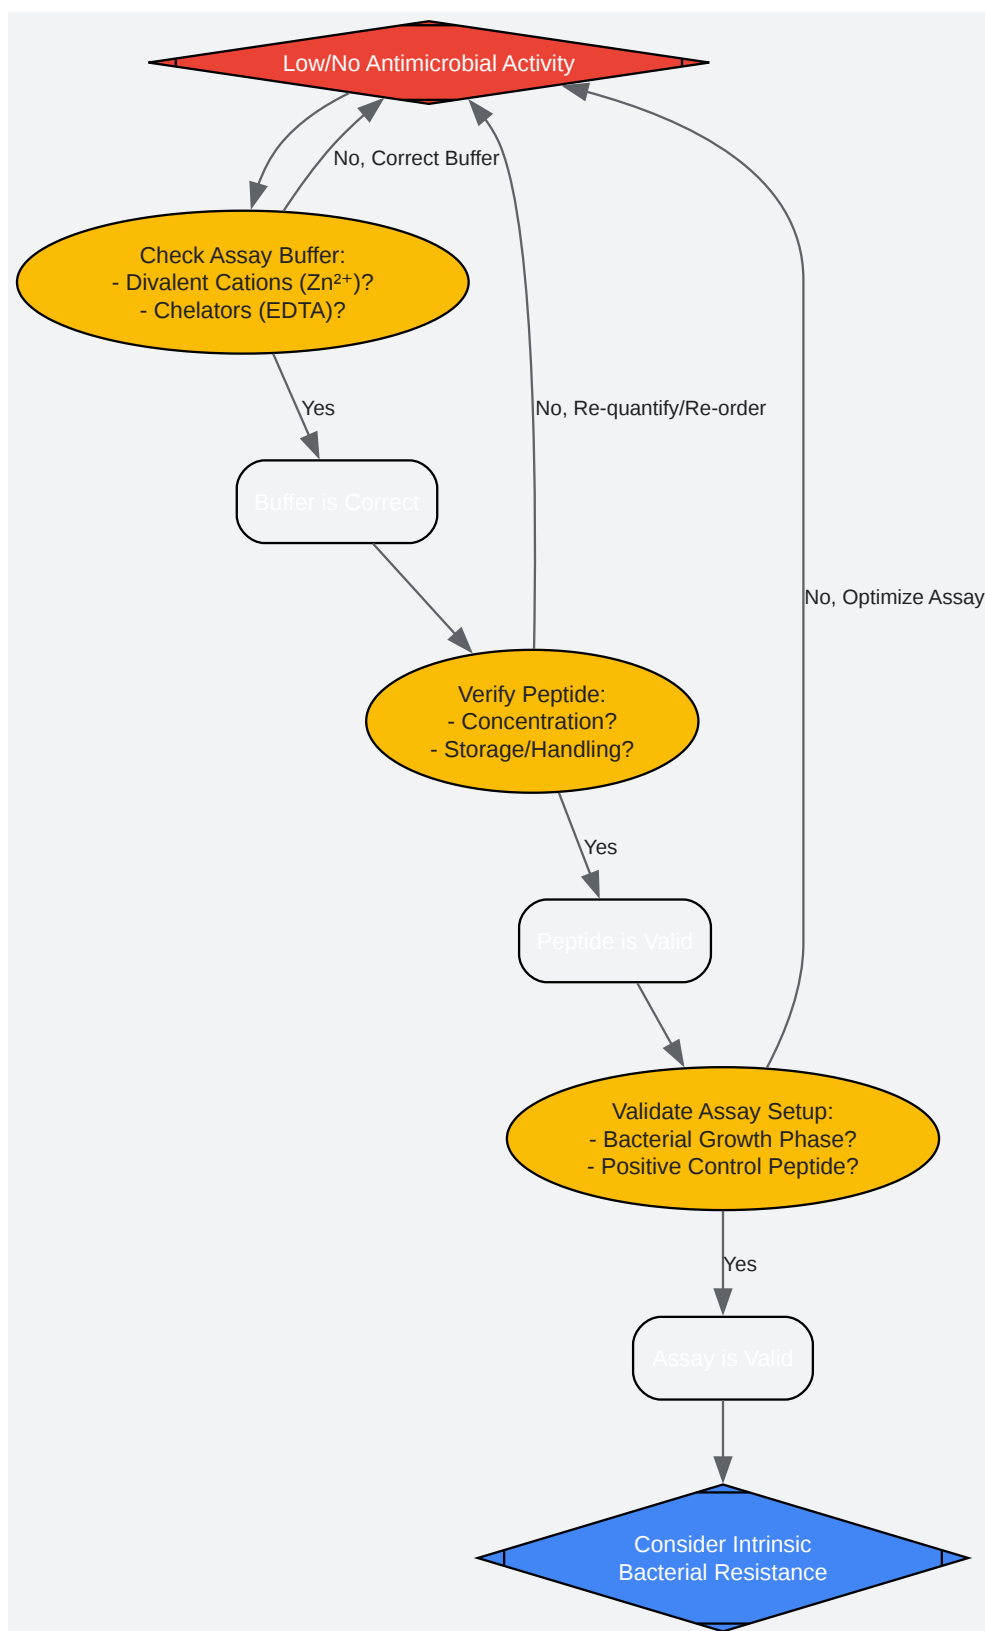 Low/No Antimicrobial Activity
No, Correct Buffer
Check Assay Buffer:
- Divalent Cations (Zn²⁺)?
- Chelators (EDTA)?
Yes
No, Re-quantify/Re-order
Buffer is Correct
No, Optimize Assay
Verify Peptide:
- Concentration?
- Storage/Handling?
Yes
Peptide is Valid
Validate Assay Setup:
- Bacterial Growth Phase?
- Positive Control Peptide?
Yes
Assay is Valid
Consider Intrinsic
Bacterial Resistance